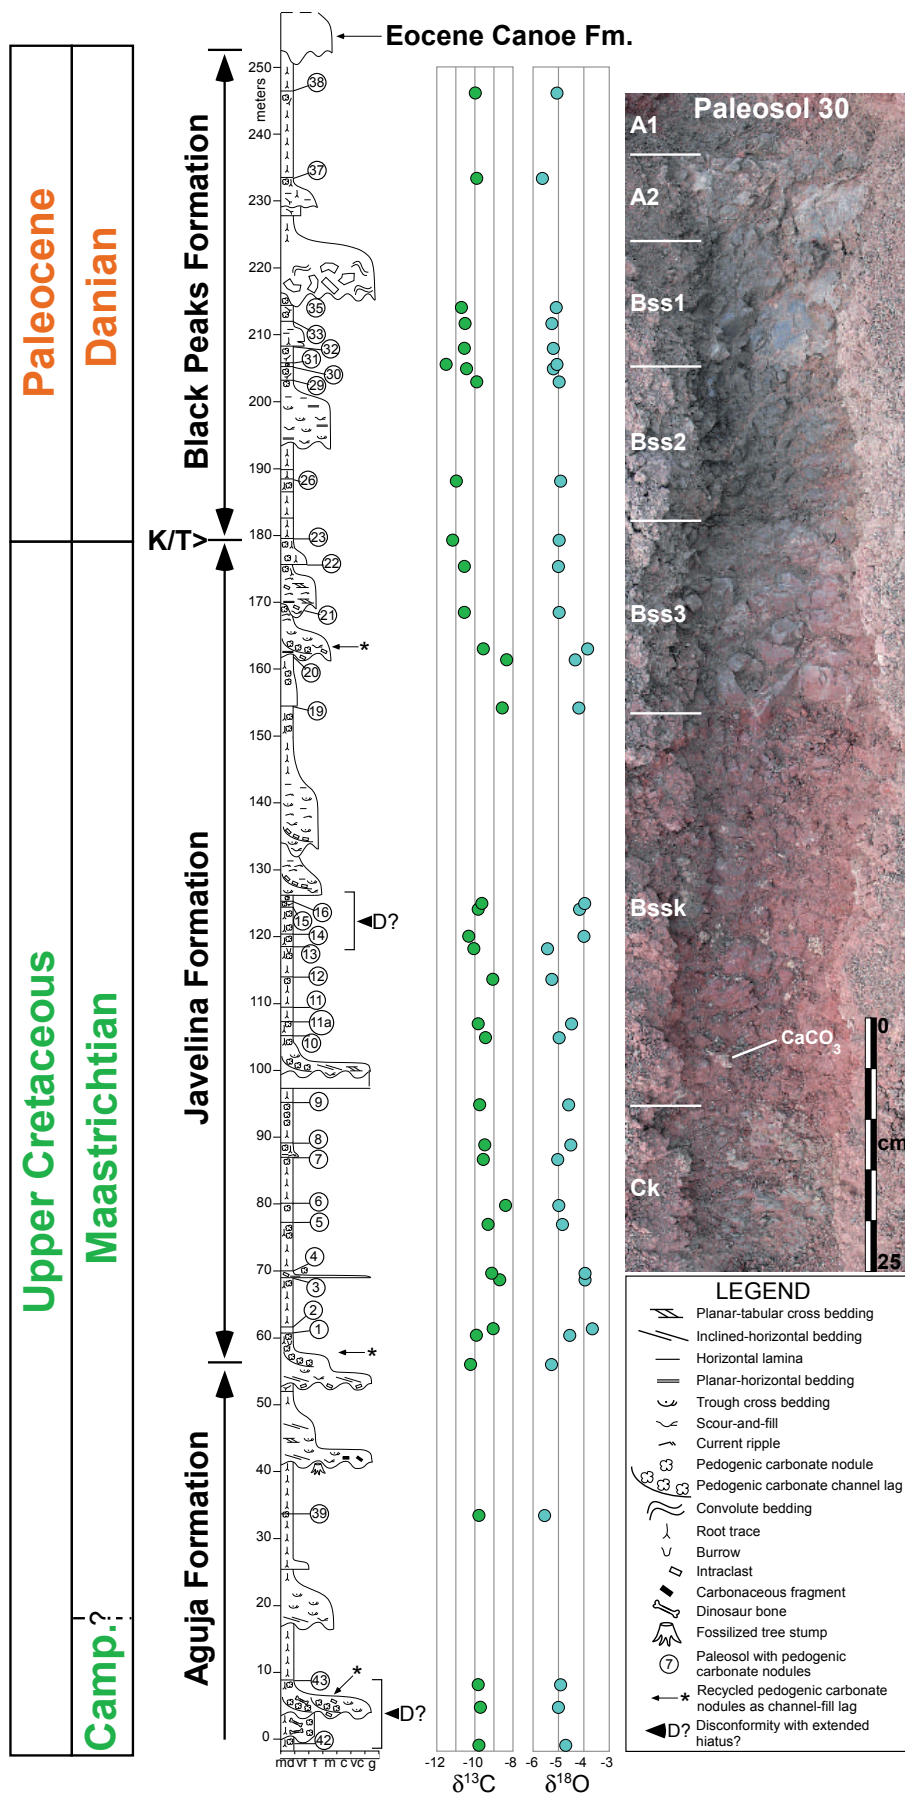 Eocene Canoe Fm.
Paleocene
Danian
Upper Cretaceous
Maastrichtian
Camp.
?
Black Peaks Formation
K/T>
Javelina Formation
Aguja Formation
meters
250
240
230
220
210
200
190
180
170
160
150
140
130
120
110
100
90
80
70
60
50
40
30
20
10
0
38
37
35
33
32
31
30
29
26
23
22
21
*
20
19
16
15
14
13
D?
12
11
11a
10
9
8
7
6
5
4
3
2
1
*
39
43
*
D?
42
md vf f m c vc g
-12 -10 -8
δ¹³C
-6 -5 -4 -3
δ¹⁸O
Paleosol 30
A1
A2
Bss1
Bss2
Bss3
Bssk
CaCO₃
Ck
0
cm
25
LEGEND
Planar-tabular cross bedding
Inclined-horizontal bedding
Horizontal lamina
Planar-horizontal bedding
Trough cross bedding
Scour-and-fill
Current ripple
Pedogenic carbonate nodule
Pedogenic carbonate channel lag
Convolute bedding
Root trace
Burrow
Intraclast
Carbonaceous fragment
Dinosaur bone
Fossilized tree stump
7 Paleosol with pedogenic
carbonate nodules
* Recycled pedogenic carbonate
nodules as channel-fill lag
D? Disconformity with extended
hiatus?